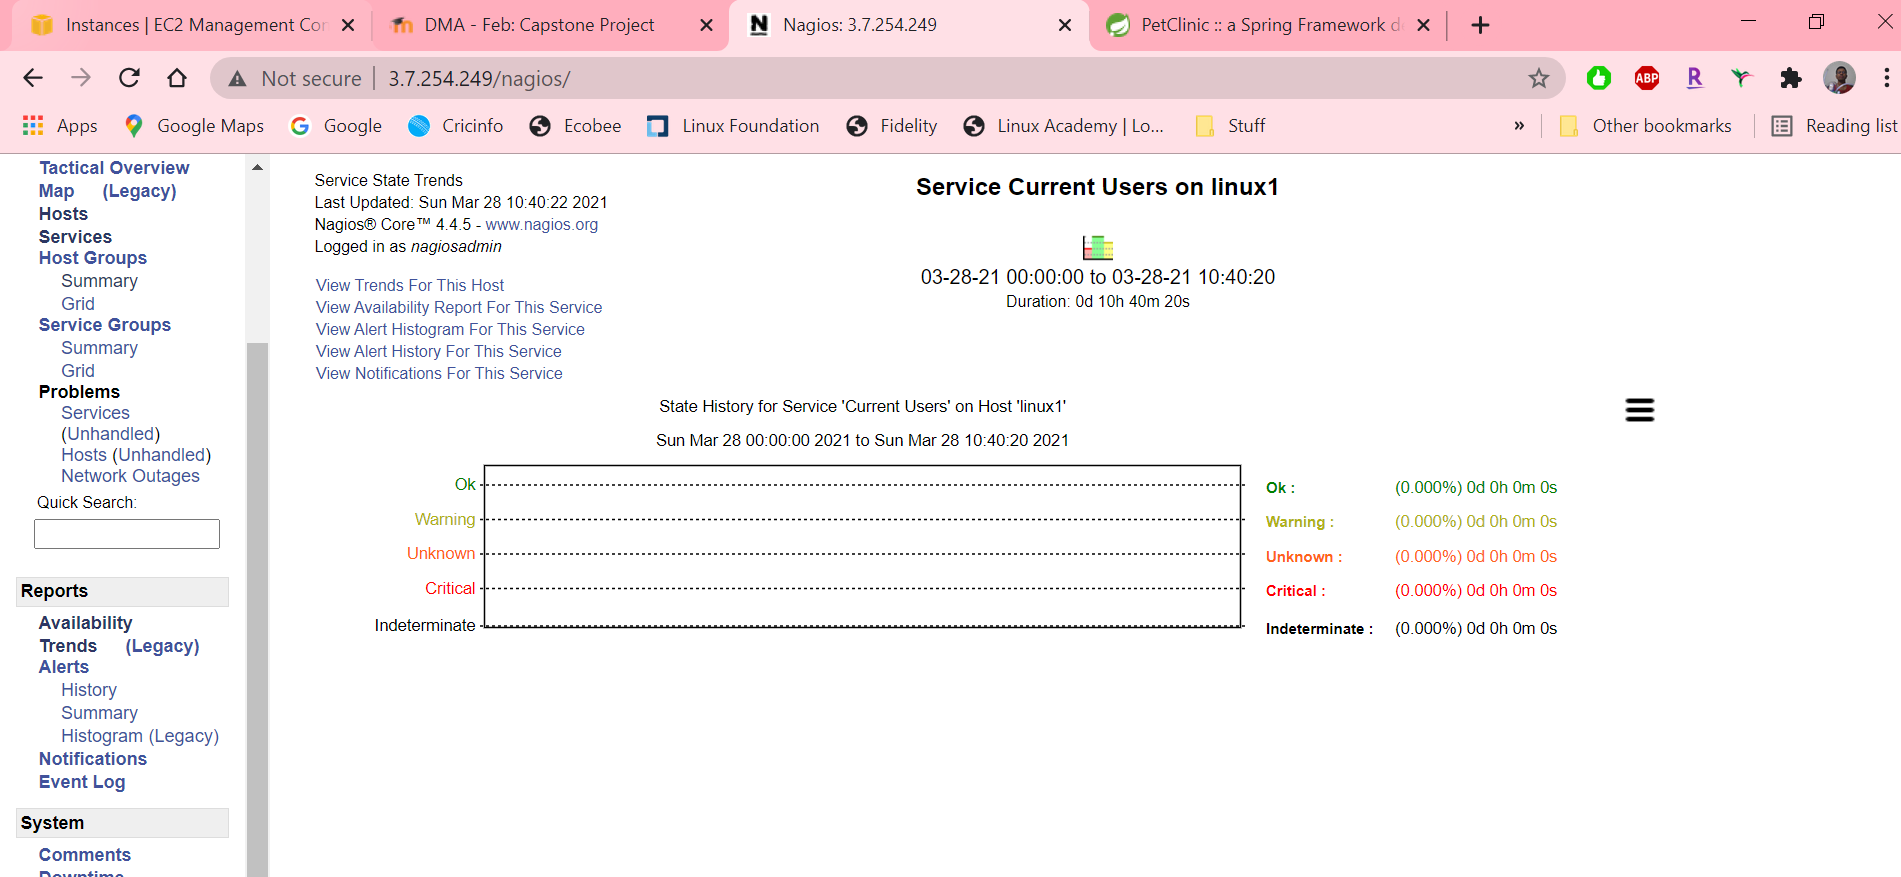 Instances | EC2 Management Con
DMA - Feb: Capstone Project
Nagios: 3.7.254.249
PetClinic :: a Spring Framework de
Not secure | 3.7.254.249/nagios/
ABP
R
Apps
Google Maps
Google
Cricinfo
Ecobee
Linux Foundation
Fidelity
Linux Academy | Lo...
Stuff
»
Other bookmarks
Reading list
Tactical Overview
Map (Legacy)
Hosts
Services
Host Groups
Summary
Grid
Service Groups
Summary
Grid
Problems
Services
(Unhandled)
Hosts (Unhandled)
Network Outages
Quick Search:
Reports
Availability
Trends (Legacy)
Alerts
History
Summary
Histogram (Legacy)
Notifications
Event Log
System
Comments
Downtime
Service State Trends
Last Updated: Sun Mar 28 10:40:22 2021
Nagios® Core™ 4.4.5 - www.nagios.org
Logged in as nagiosadmin
View Trends For This Host
View Availability Report For This Service
View Alert Histogram For This Service
View Alert History For This Service
View Notifications For This Service
Service Current Users on linux1
03-28-21 00:00:00 to 03-28-21 10:40:20
Duration: 0d 10h 40m 20s
State History for Service 'Current Users' on Host 'linux1'
Sun Mar 28 00:00:00 2021 to Sun Mar 28 10:40:20 2021
Ok
Warning
Unknown
Critical
Indeterminate
Ok : (0.000%) 0d 0h 0m 0s
Warning : (0.000%) 0d 0h 0m 0s
Unknown : (0.000%) 0d 0h 0m 0s
Critical : (0.000%) 0d 0h 0m 0s
Indeterminate : (0.000%) 0d 0h 0m 0s